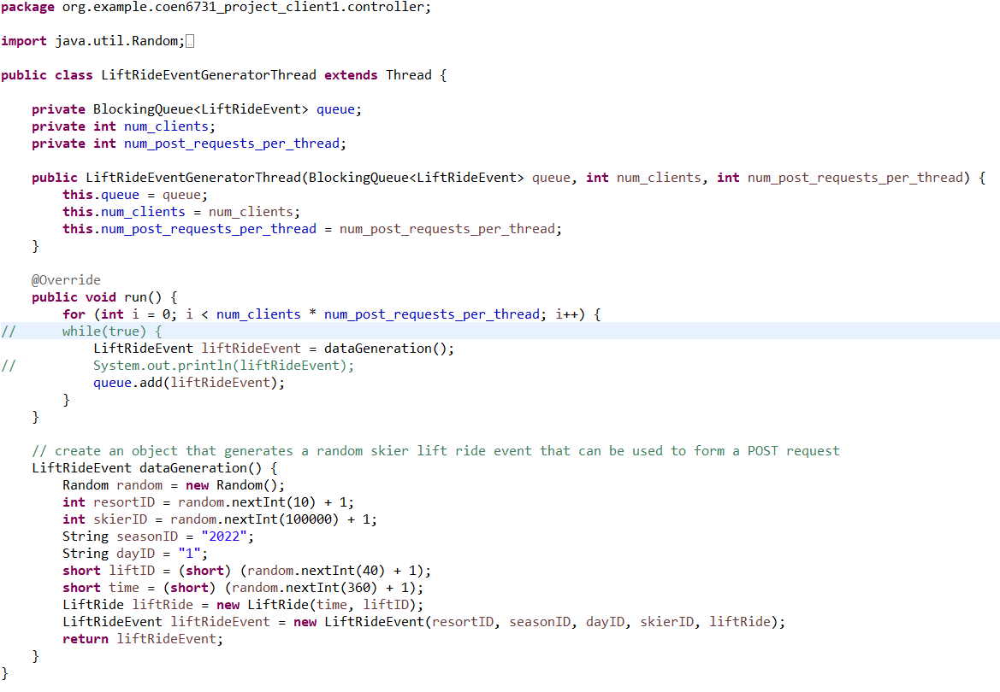 package org.example.coen6731_project_client1.controller;
import java.util.Random;
public class LiftRideEventGeneratorThread extends Thread {
private BlockingQueue<LiftRideEvent> queue;
private int num_clients;
private int num_post_requests_per_thread;
public LiftRideEventGeneratorThread(BlockingQueue<LiftRideEvent> queue, int num_clients, int num_post_requests_per_thread) {
this.queue = queue;
this.num_clients = num_clients;
this.num_post_requests_per_thread = num_post_requests_per_thread;
}
@Override
public void run() {
for (int i = 0; i < num_clients * num_post_requests_per_thread; i++) {
// while(true) {
LiftRideEvent liftRideEvent = dataGeneration();
// System.out.println(liftRideEvent);
queue.add(liftRideEvent);
}
}
// create an object that generates a random skier lift ride event that can be used to form a POST request
LiftRideEvent dataGeneration() {
Random random = new Random();
int resortID = random.nextInt(10) + 1;
int skierID = random.nextInt(100000) + 1;
String seasonID = "2022";
String dayID = "1";
short liftID = (short) (random.nextInt(40) + 1);
short time = (short) (random.nextInt(360) + 1);
LiftRide liftRide = new LiftRide(time, liftID);
LiftRideEvent liftRideEvent = new LiftRideEvent(resortID, seasonID, dayID, skierID, liftRide);
return liftRideEvent;
}
}